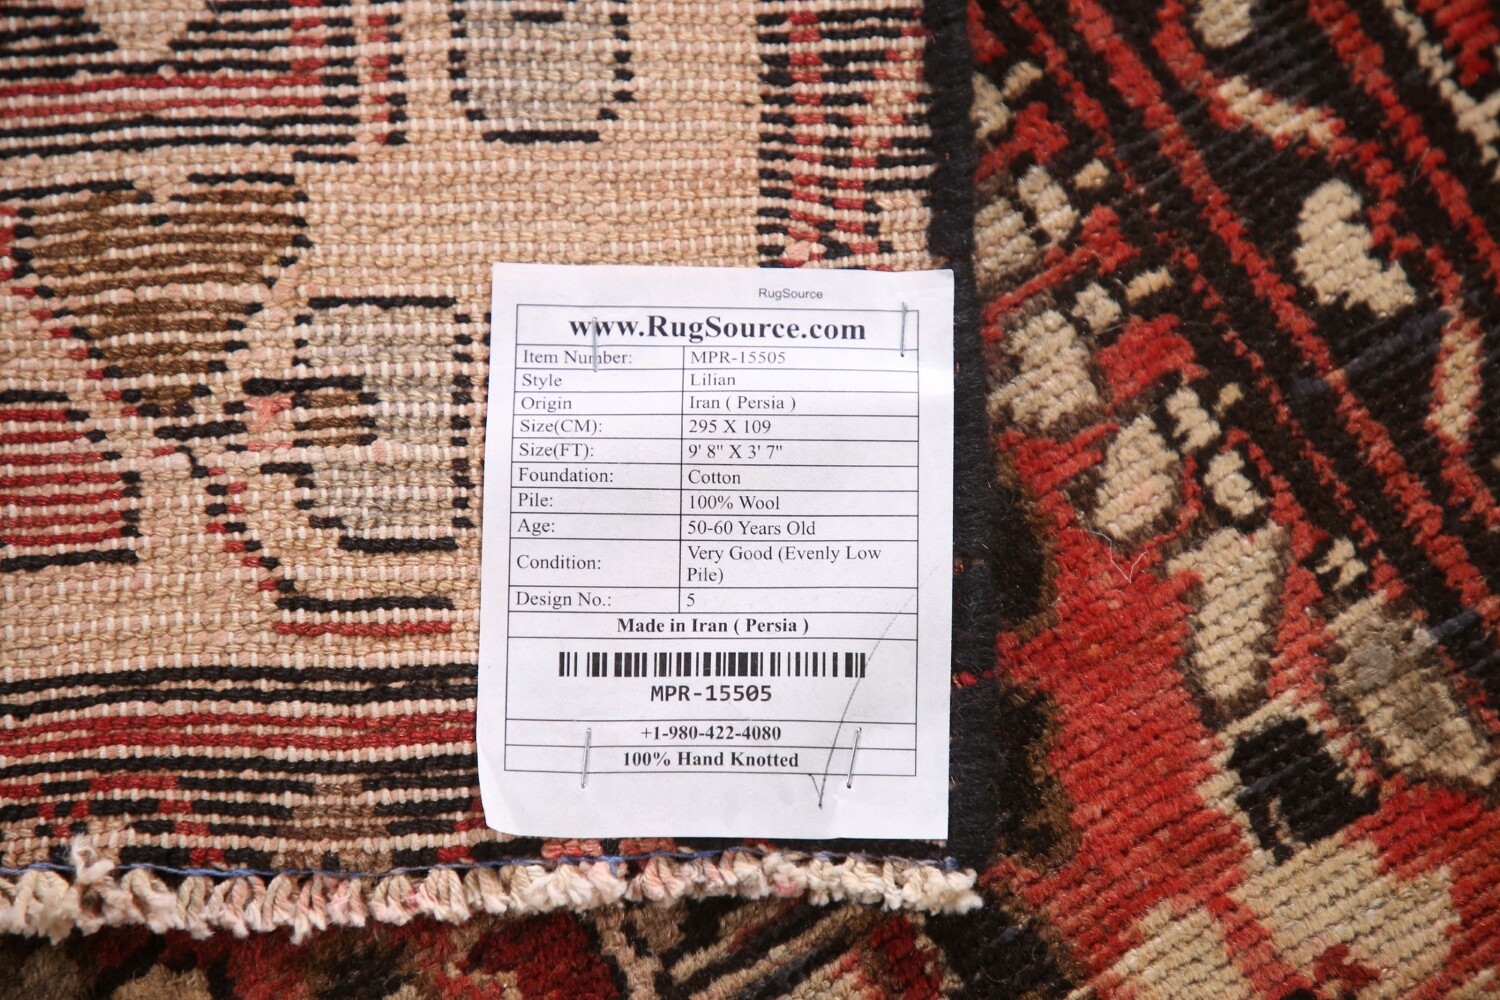 RugSource
www.RugSource.com
Item Number: MPR-15505
Style Lilian
Origin Iran ( Persia )
Size(CM): 295 X 109
Size(FT): 9' 8" X 3' 7"
Foundation: Cotton
Pile: 100% Wool
Age: 50-60 Years Old
Condition: Very Good (Evenly Low
Pile)
Design No.: 5
Made in Iran ( Persia )
MPR-15505
+1-980-422-4080
100% Hand Knotted